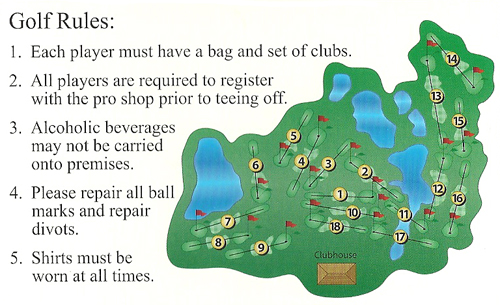 Golf Rules:
1. Each player must have a bag and set of clubs.
2. All players are required to register
with the pro shop prior to teeing off.
3. Alcoholic beverages
may not be carried
onto premises.
4. Please repair all ball
marks and repair
divots.
5. Shirts must be
worn at all times.
14
13
15
5
6
4
3
2
12
16
1
10
11
7
18
17
8
9
Clubhouse